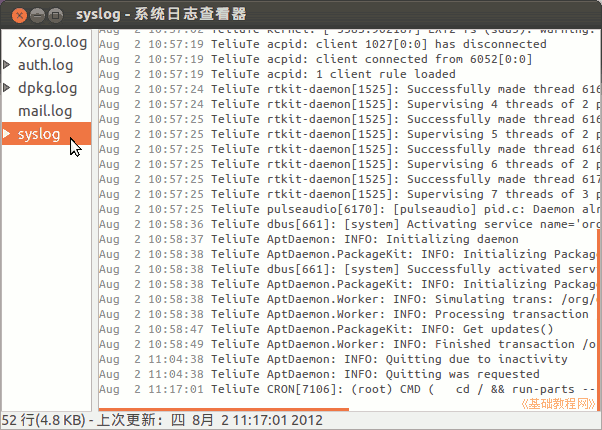 syslog - 系统日志查看器
Xorg.0.log
auth.log
dpkg.log
mail.log
syslog
Aug 2 10:57:19 TeliuTe acpid: client 1027[0:0] has disconnected
Aug 2 10:57:19 TeliuTe acpid: client connected from 6052[0:0]
Aug 2 10:57:19 TeliuTe acpid: 1 client rule loaded
Aug 2 10:57:24 TeliuTe rtkit-daemon[1525]: Successfully made thread 616
Aug 2 10:57:24 TeliuTe rtkit-daemon[1525]: Supervising 4 threads of 2 p
Aug 2 10:57:25 TeliuTe rtkit-daemon[1525]: Successfully made thread 616
Aug 2 10:57:25 TeliuTe rtkit-daemon[1525]: Supervising 5 threads of 2 p
Aug 2 10:57:25 TeliuTe rtkit-daemon[1525]: Successfully made thread 616
Aug 2 10:57:25 TeliuTe rtkit-daemon[1525]: Supervising 6 threads of 2 p
Aug 2 10:57:25 TeliuTe rtkit-daemon[1525]: Successfully made thread 617
Aug 2 10:57:25 TeliuTe rtkit-daemon[1525]: Supervising 7 threads of 3 p
Aug 2 10:57:25 TeliuTe pulseaudio[6170]: [pulseaudio] pid.c: Daemon alr
Aug 2 10:58:36 TeliuTe dbus[661]: [system] Activating service name='org
Aug 2 10:58:37 TeliuTe AptDaemon: INFO: Initializing daemon
Aug 2 10:58:38 TeliuTe AptDaemon.PackageKit: INFO: Initializing Package
Aug 2 10:58:38 TeliuTe dbus[661]: [system] Successfully activated servi
Aug 2 10:58:38 TeliuTe AptDaemon.PackageKit: INFO: Initializing Package
Aug 2 10:58:38 TeliuTe AptDaemon.Worker: INFO: Simulating trans: /org/d
Aug 2 10:58:38 TeliuTe AptDaemon.Worker: INFO: Processing transaction
Aug 2 10:58:47 TeliuTe AptDaemon.PackageKit: INFO: Get updates()
Aug 2 10:58:49 TeliuTe AptDaemon.Worker: INFO: Finished transaction /o
Aug 2 11:04:38 TeliuTe AptDaemon: INFO: Quitting due to inactivity
Aug 2 11:04:38 TeliuTe AptDaemon: INFO: Quitting was requested
Aug 2 11:17:01 TeliuTe CRON[7106]: (root) CMD ( cd / && run-parts --
《基础教程网》
52 行(4.8 KB) - 上次更新：四 8月 2 11:17:01 2012